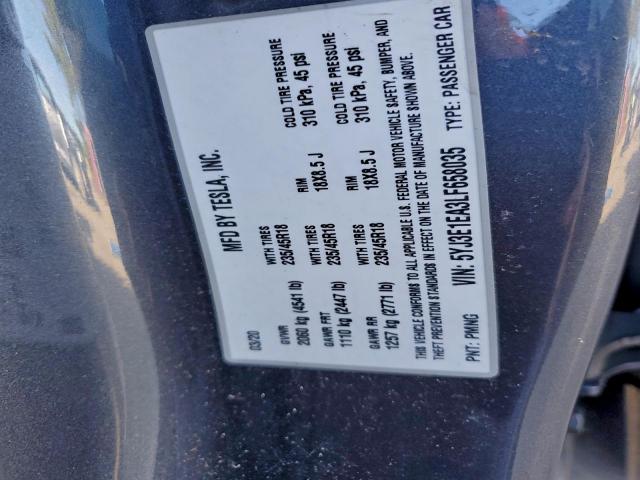 MFD BY TESLA, INC.
03/20
GVWR WITH TIRES RIM COLD TIRE PRESSURE
2060 kg (4541 lb) 235/45R18 18X8.5 J 310 kPa, 45 psi
GAWR FRT WITH TIRES RIM COLD TIRE PRESSURE
1110 kg (2447 lb) 235/45R18 18X8.5 J 310 kPa, 45 psi
GAWR RR WITH TIRES
1257 kg (2771 lb) 235/45R18
THIS VEHICLE CONFORMS TO ALL APPLICABLE U.S. FEDERAL MOTOR VEHICLE SAFETY, BUMPER, AND
THEFT PREVENTION STANDARDS IN EFFECT ON THE DATE OF MANUFACTURE SHOWN ABOVE.
PNT: PMNG VIN: 5YJ3E1EA3LF658035 TYPE: PASSENGER CAR